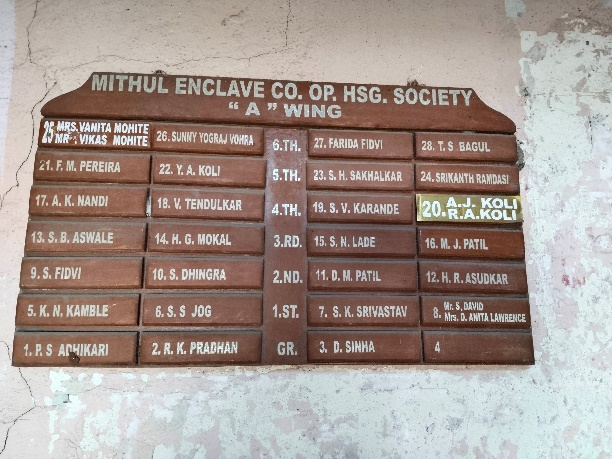 MITHUL ENCLAVE CO. OP. HSG. SOCIETY
“ A ” WING
25 MRS. VANITA MOHITE
MR. VIKAS MOHITE
26. SUNNY YOGRAJ VOHRA
6.TH.
27. FARIDA FIDVI
28. T. S BAGUL
21. F. M. PEREIRA
22. Y. A. KOLI
5.TH.
23. S. H. SAKHALKAR
24. SRIKANTH RAMDASI
17. A. K. NANDI
18. V. TENDULKAR
4.TH.
19. S. V. KARANDE
20. A.J. KOLI
R.A.KOLI
13. S. B. ASWALE
14. H. G. MOKAL
3.RD.
15. S. N. LADE
16. M. J. PATIL
9. S. FIDVI
10. S. DHINGRA
2.ND.
11. D. M. PATIL
12. H. R. ASUDKAR
5. K. N. KAMBLE
6. S. S JOG
1.ST.
7. S. K. SRIVASTAV
8. Mr. S. DAVID
Mrs. D. ANITA LAWRENCE
1. P. S ADHIKARI
2. R. K. PRADHAN
GR.
3. D. SINHA
4